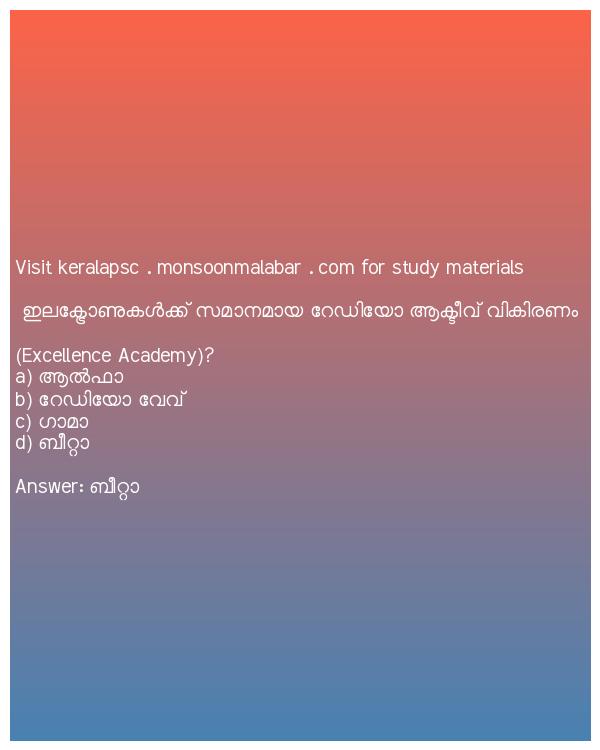 Visit keralapsc . monsoonmalabar . com for study materials
ഇലക്ട്രോണുകൾക്ക് സമാനമായ റേഡിയോ ആക്ടീവ് വികിരണം
(Excellence Academy)?
a) ആൽഫാ
b) റേഡിയോ വേവ്
c) ഗാമാ
d) ബീറ്റാ
Answer: ബീറ്റാ